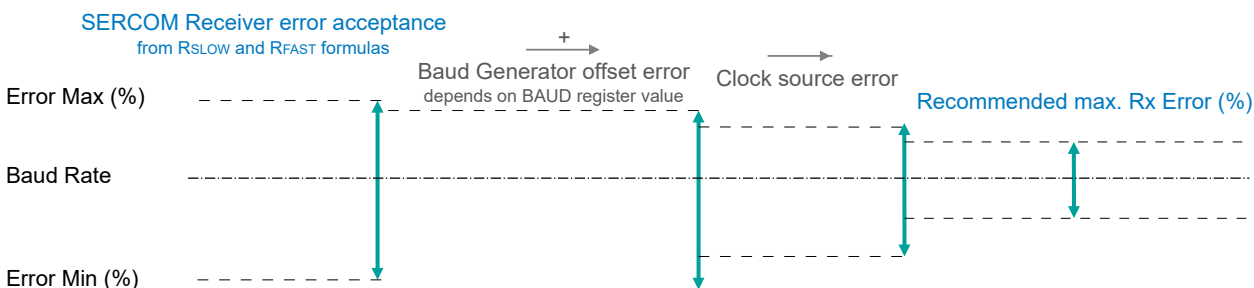 SERCOM Receiver error acceptance
from RSLOW and RFAST formulas
+
Baud Generator offset error
depends on BAUD register value
Clock source error
Recommended max. Rx Error (%)
Error Max (%)
Baud Rate
Error Min (%)